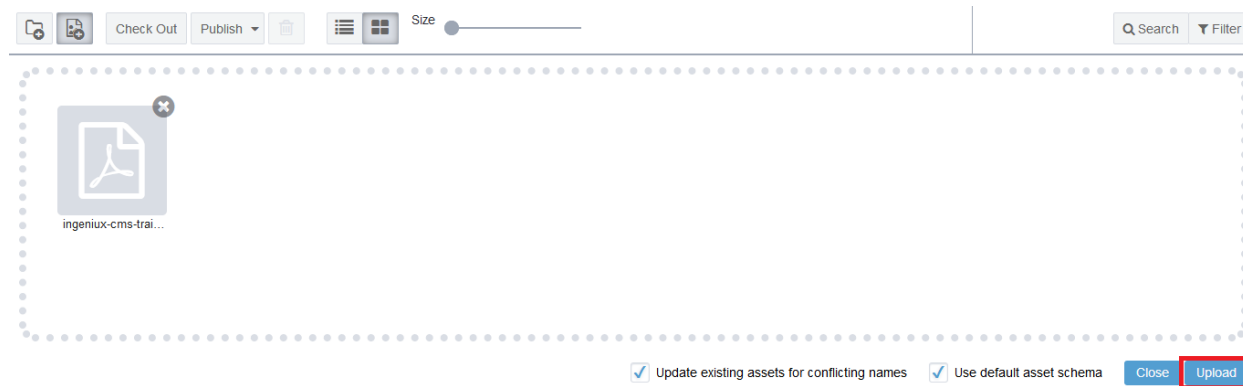 Check Out Publish Size Search Filter
ingeniux-cms-trai...
Update existing assets for conflicting names Use default asset schema Close Upload